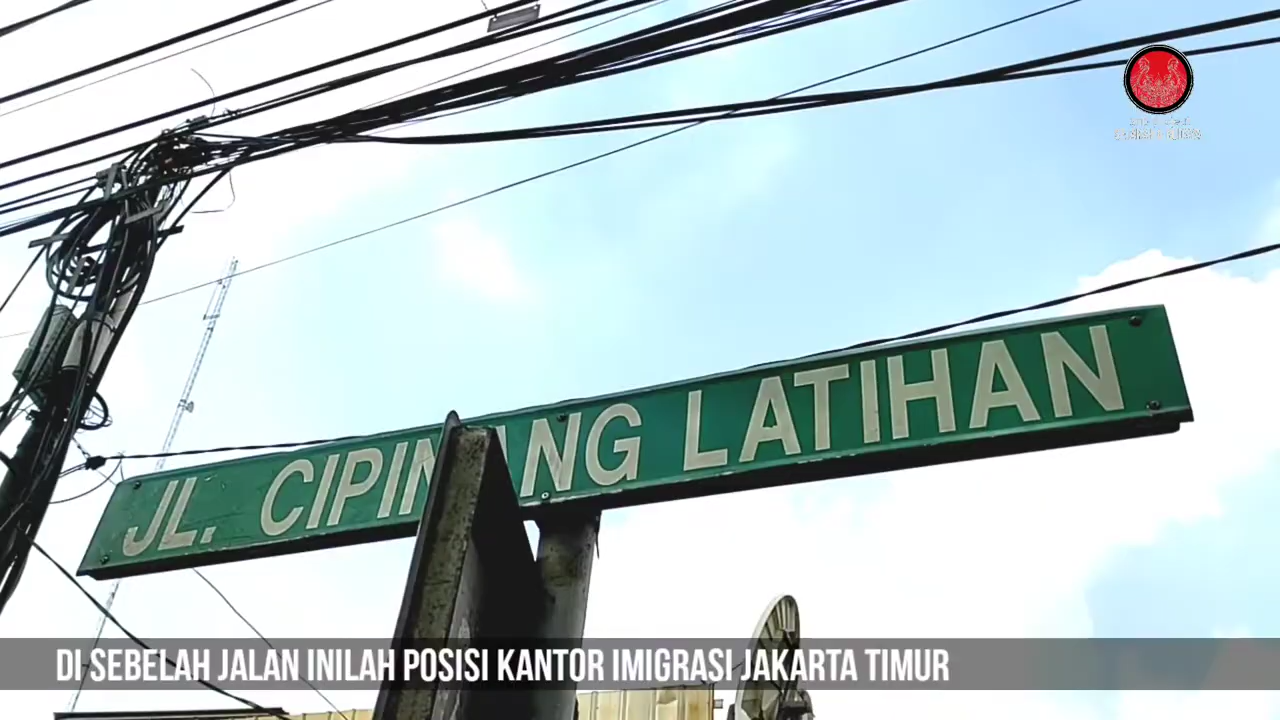 JL. CIPINANG LATIHAN
DI SEBELAH JALAN INILAH POSISI KANTOR IMIGRASI JAKARTA TIMUR